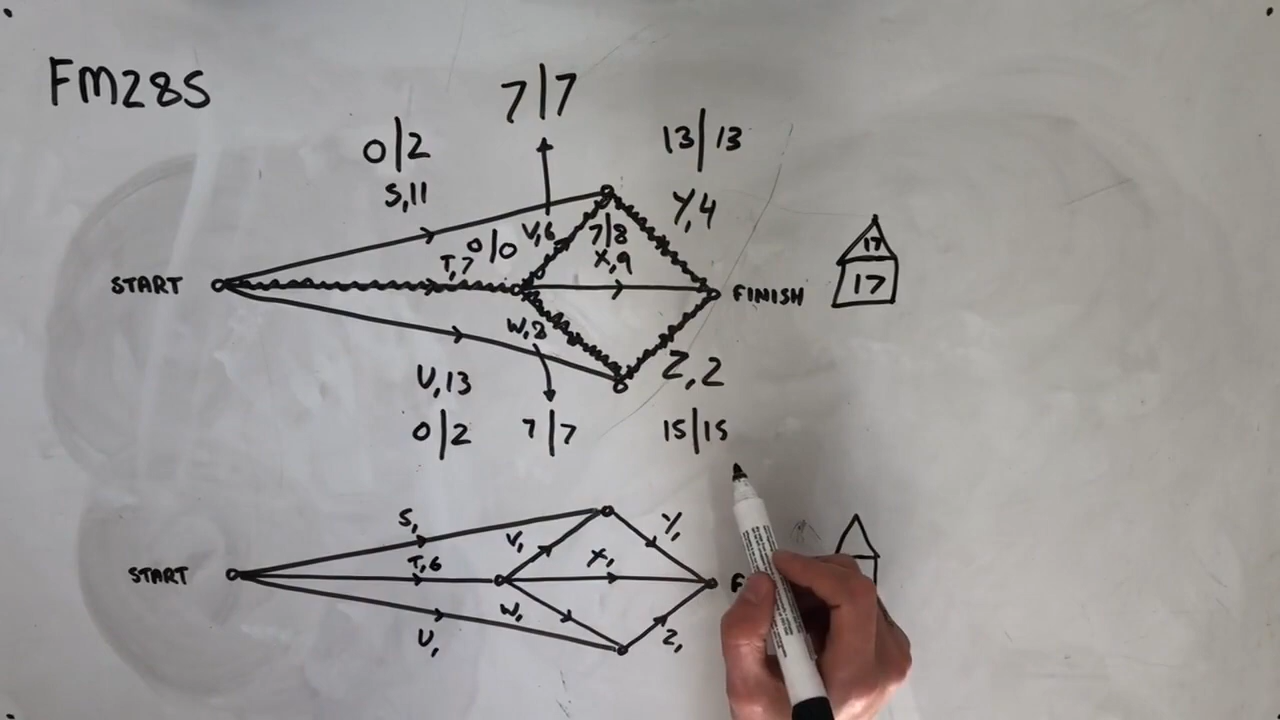 FM28S
7|7
0|2
13|13
S,11
Y,4
V,6
7|8
0|0
T,7
X,9
17
START
FINISH
17
W,8
U,13
Z,2
0|2
7|7
15|15
S,
Y,
V,
X,
T,6
START
F
W,
U,
Z,